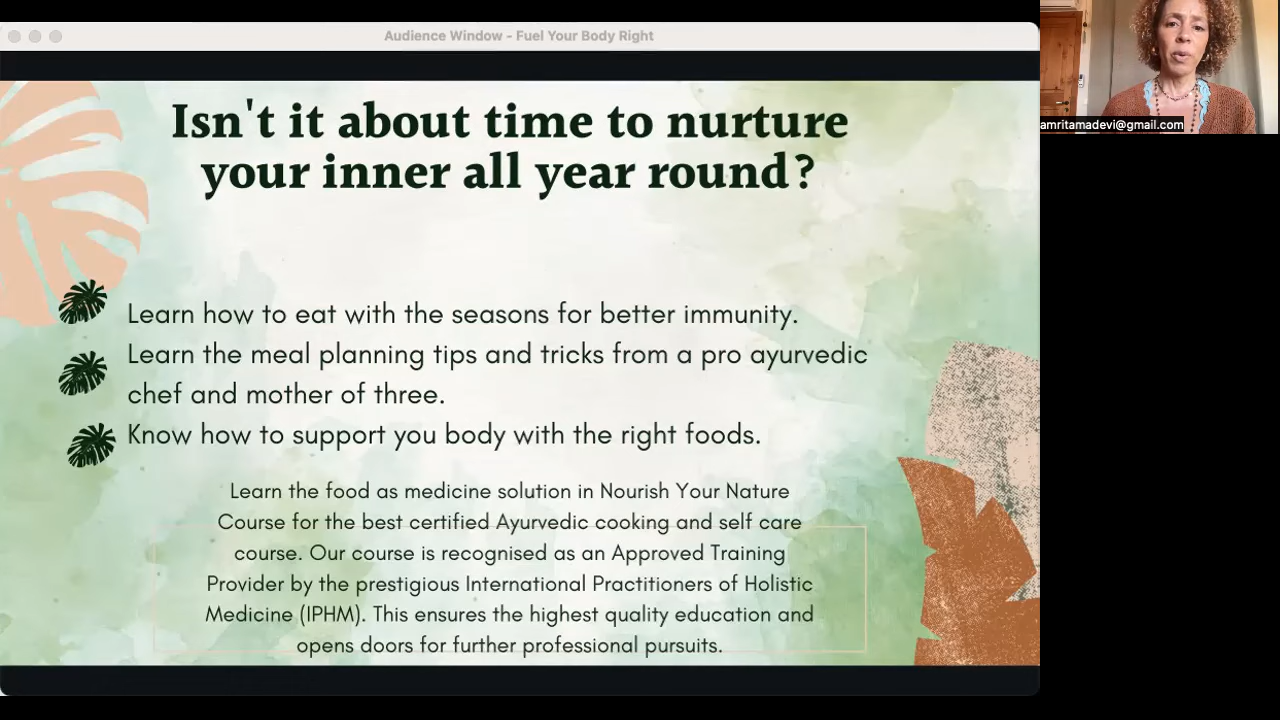 Audience Window - Fuel Your Body Right
Isn't it about time to nurture
your inner all year round?
Learn how to eat with the seasons for better immunity.
Learn the meal planning tips and tricks from a pro ayurvedic
chef and mother of three.
Know how to support you body with the right foods.
Learn the food as medicine solution in Nourish Your Nature
Course for the best certified Ayurvedic cooking and self care
course. Our course is recognised as an Approved Training
Provider by the prestigious International Practitioners of Holistic
Medicine (IPHM). This ensures the highest quality education and
opens doors for further professional pursuits.
amritamadevi@gmail.com